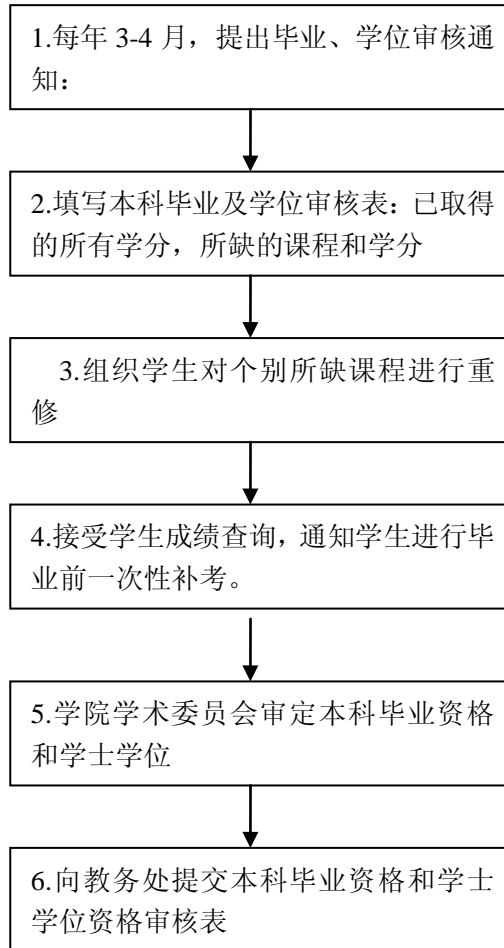 1.每年 3-4 月，提出毕业、学位审核通
知：
2.填写本科毕业及学位审核表：已取得
的所有学分，所缺的课程和学分
3.组织学生对个别所缺课程进行重
修
4.接受学生成绩查询，通知学生进行毕
业前一次性补考。
5.学院学术委员会审定本科毕业资格
和学士学位
6.向教务处提交本科毕业资格和学士
学位资格审核表